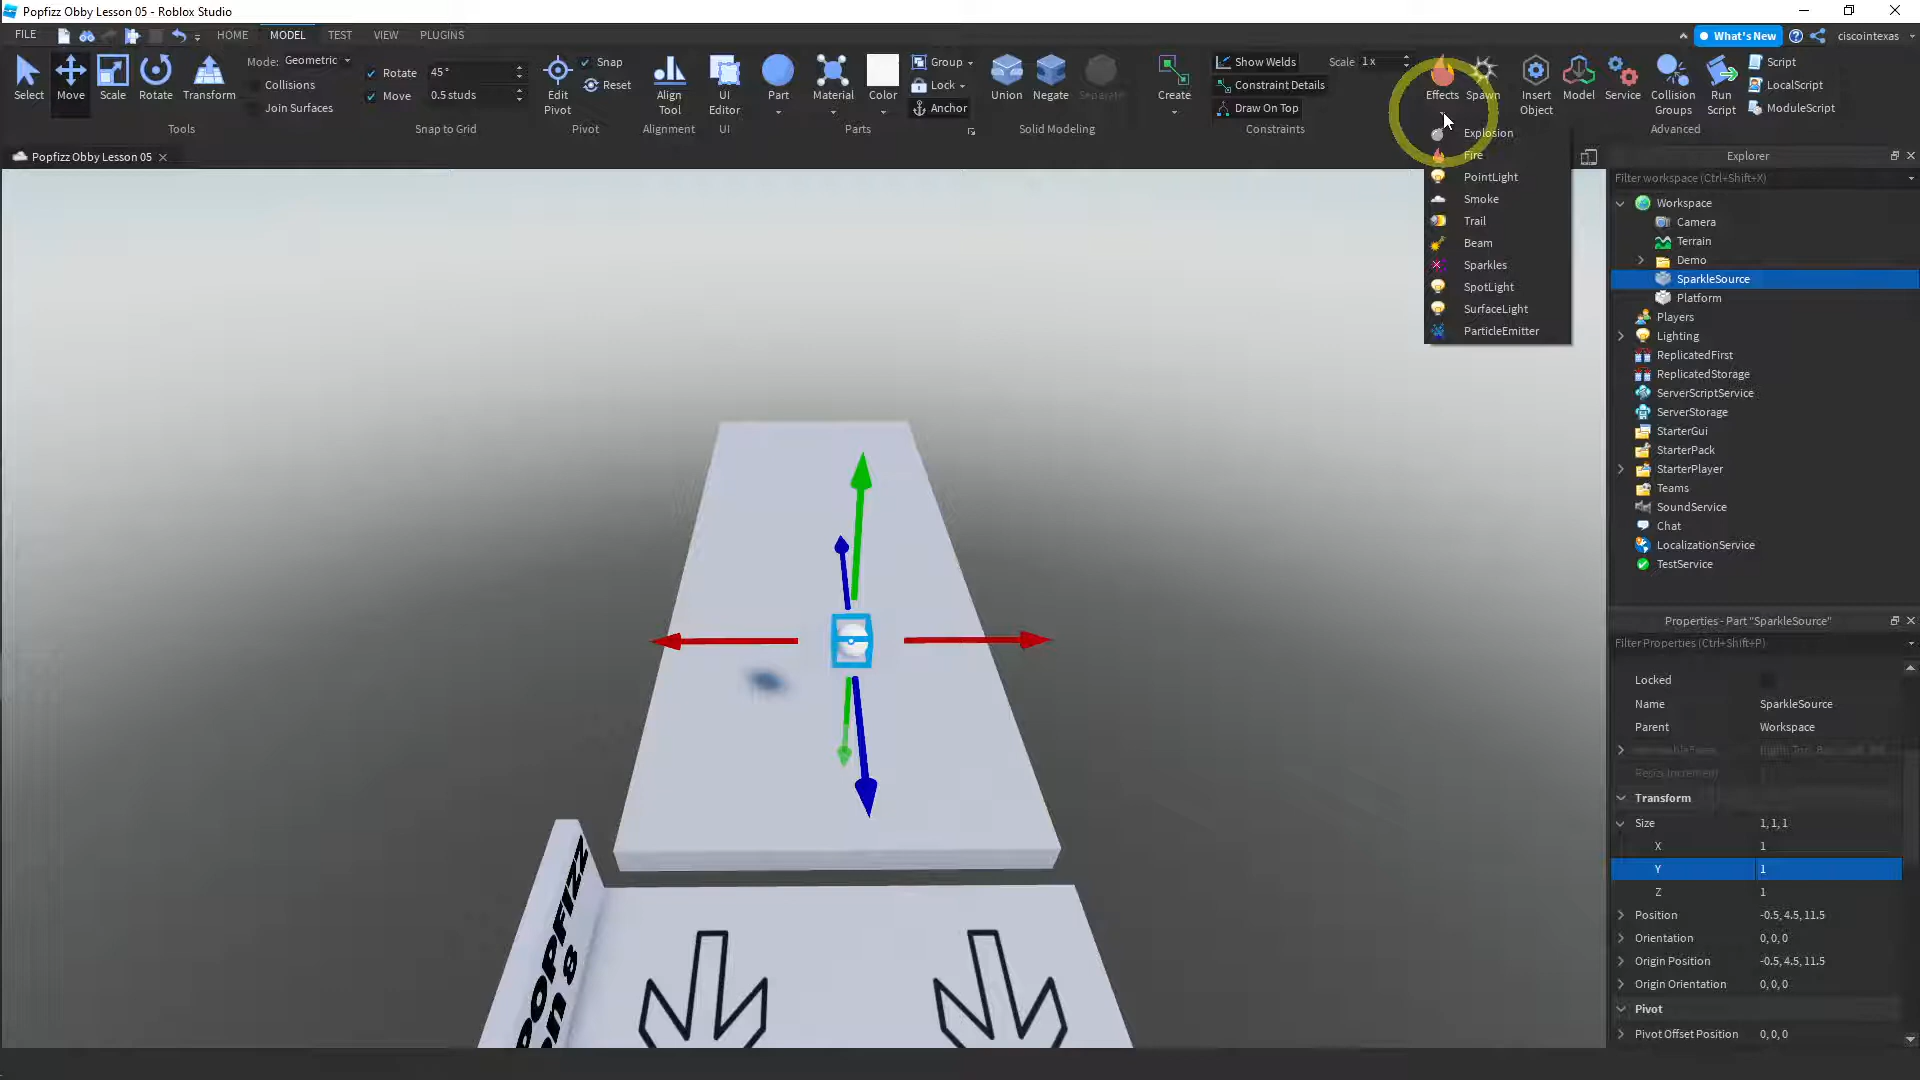 Popfizz Obby Lesson 05 - Roblox Studio
FILE HOME MODEL TEST VIEW PLUGINS What's New ciscointexas
Select Move Scale Rotate Transform
Mode: Geometric
Collisions
Join Surfaces
Tools
Rotate 45°
Move 0.5 studs
Snap to Grid
Edit Pivot
Snap
Reset
Pivot
Align Tool
Alignment
UI Editor
UI
Part Material Color
Group
Lock
Anchor
Parts
Union Negate Separate
Solid Modeling
Create
Show Welds
Constraint Details
Draw On Top
Scale 1 x
Constraints
Effects Spawn
Insert Object
Model Service
Collision Groups
Run Script
Script
LocalScript
ModuleScript
Advanced
Explosion
Fire
PointLight
Smoke
Trail
Beam
Sparkles
SpotLight
SurfaceLight
ParticleEmitter
Popfizz Obby Lesson 05
Explorer
Filter workspace (Ctrl+Shift+X)
Workspace
Camera
Terrain
Demo
SparkleSource
Platform
Players
Lighting
ReplicatedFirst
ReplicatedStorage
ServerScriptService
ServerStorage
StarterGui
StarterPack
StarterPlayer
Teams
SoundService
Chat
LocalizationService
TestService
Properties - Part "SparkleSource"
Filter Properties (Ctrl+Shift+P)
Locked
Name SparkleSource
Parent Workspace
Transform
Size 1, 1, 1
X 1
Y 1
Z 1
Position -0.5, 4.5, 11.5
Orientation 0, 0, 0
Origin Position -0.5, 4.5, 11.5
Origin Orientation 0, 0, 0
Pivot
Pivot Offset Position 0, 0, 0
POPFIZZ
on 8